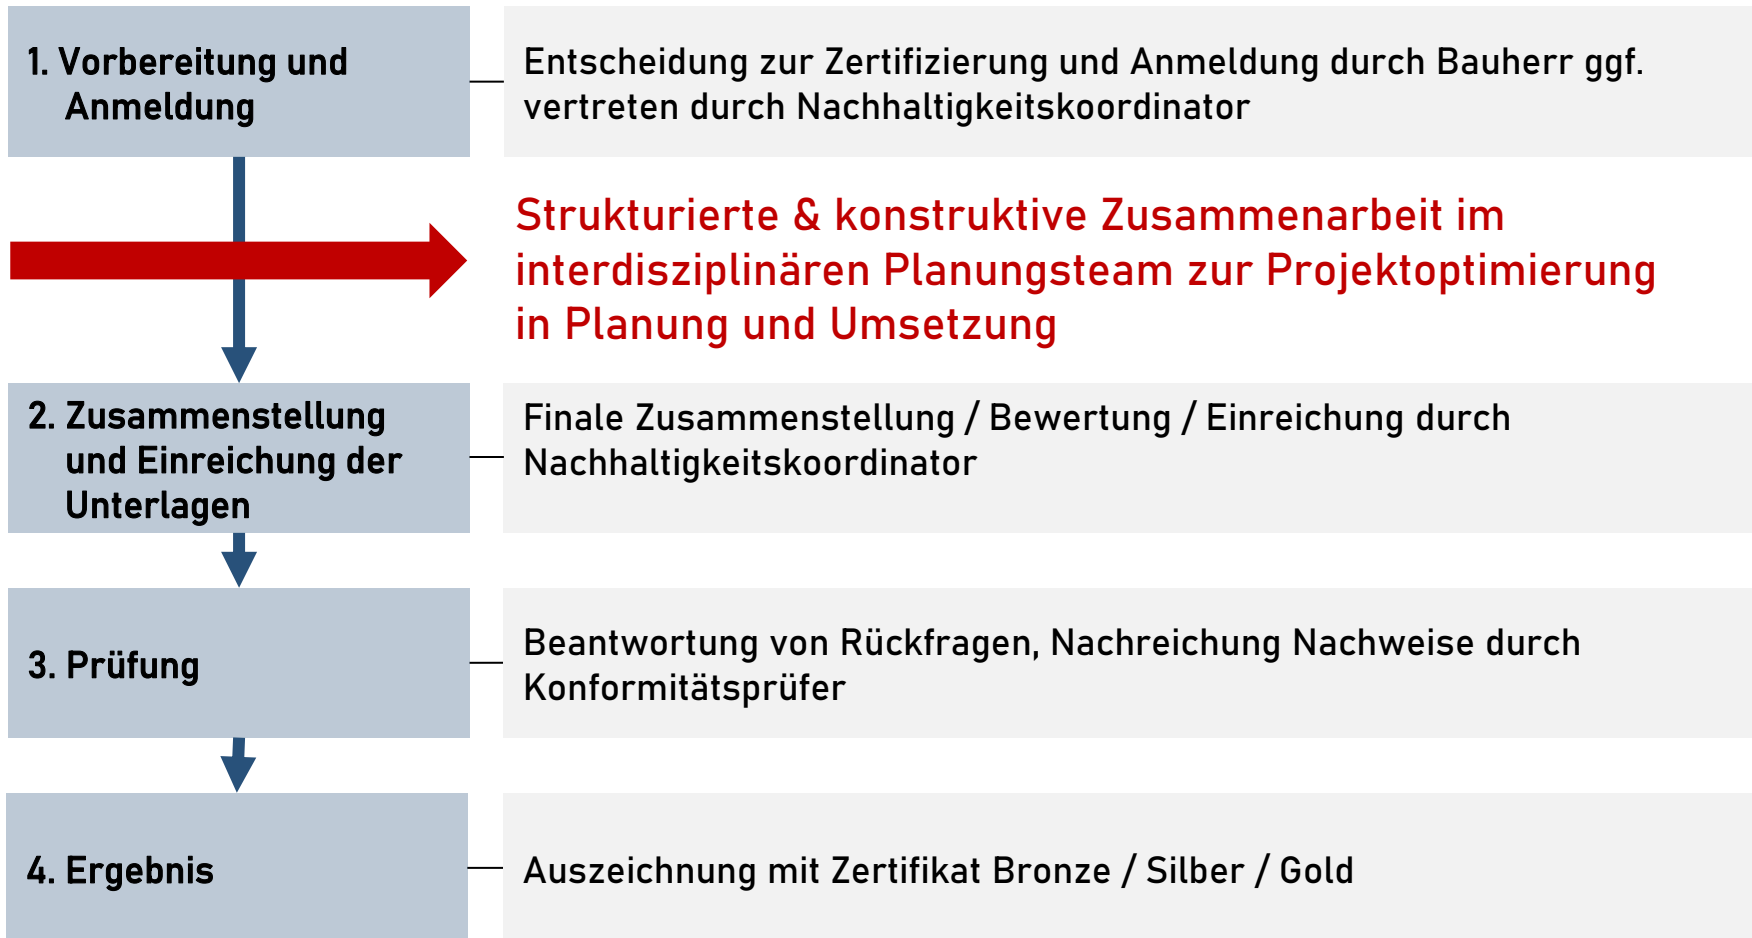 1. Vorbereitung und
Anmeldung
Entscheidung zur Zertifizierung und Anmeldung durch Bauherr ggf.
vertreten durch Nachhaltigkeitskoordinator
Strukturierte & konstruktive Zusammenarbeit im
interdisziplinären Planungsteam zur Projektoptimierung
in Planung und Umsetzung
2. Zusammenstellung
und Einreichung der
Unterlagen
Finale Zusammenstellung / Bewertung / Einreichung durch
Nachhaltigkeitskoordinator
3. Prüfung
Beantwortung von Rückfragen, Nachreichung Nachweise durch
Konformitätsprüfer
4. Ergebnis
Auszeichnung mit Zertifikat Bronze / Silber / Gold